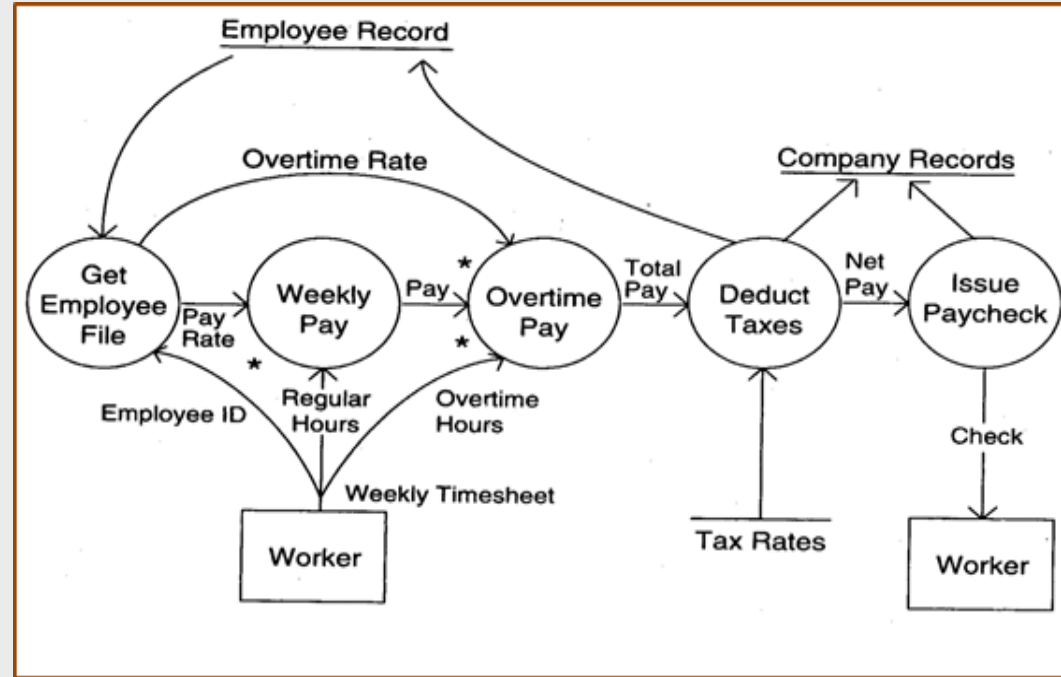 Employee Record
Overtime Rate
Company Records
Get
Employee
File
Pay
Rate
*
Weekly
Pay
Pay
*
*
Overtime
Pay
Total
Pay
Deduct
Taxes
Net
Pay
Issue
Paycheck
Employee ID
Regular
Hours
Overtime
Hours
Weekly Timesheet
Check
Worker
Tax Rates
Worker